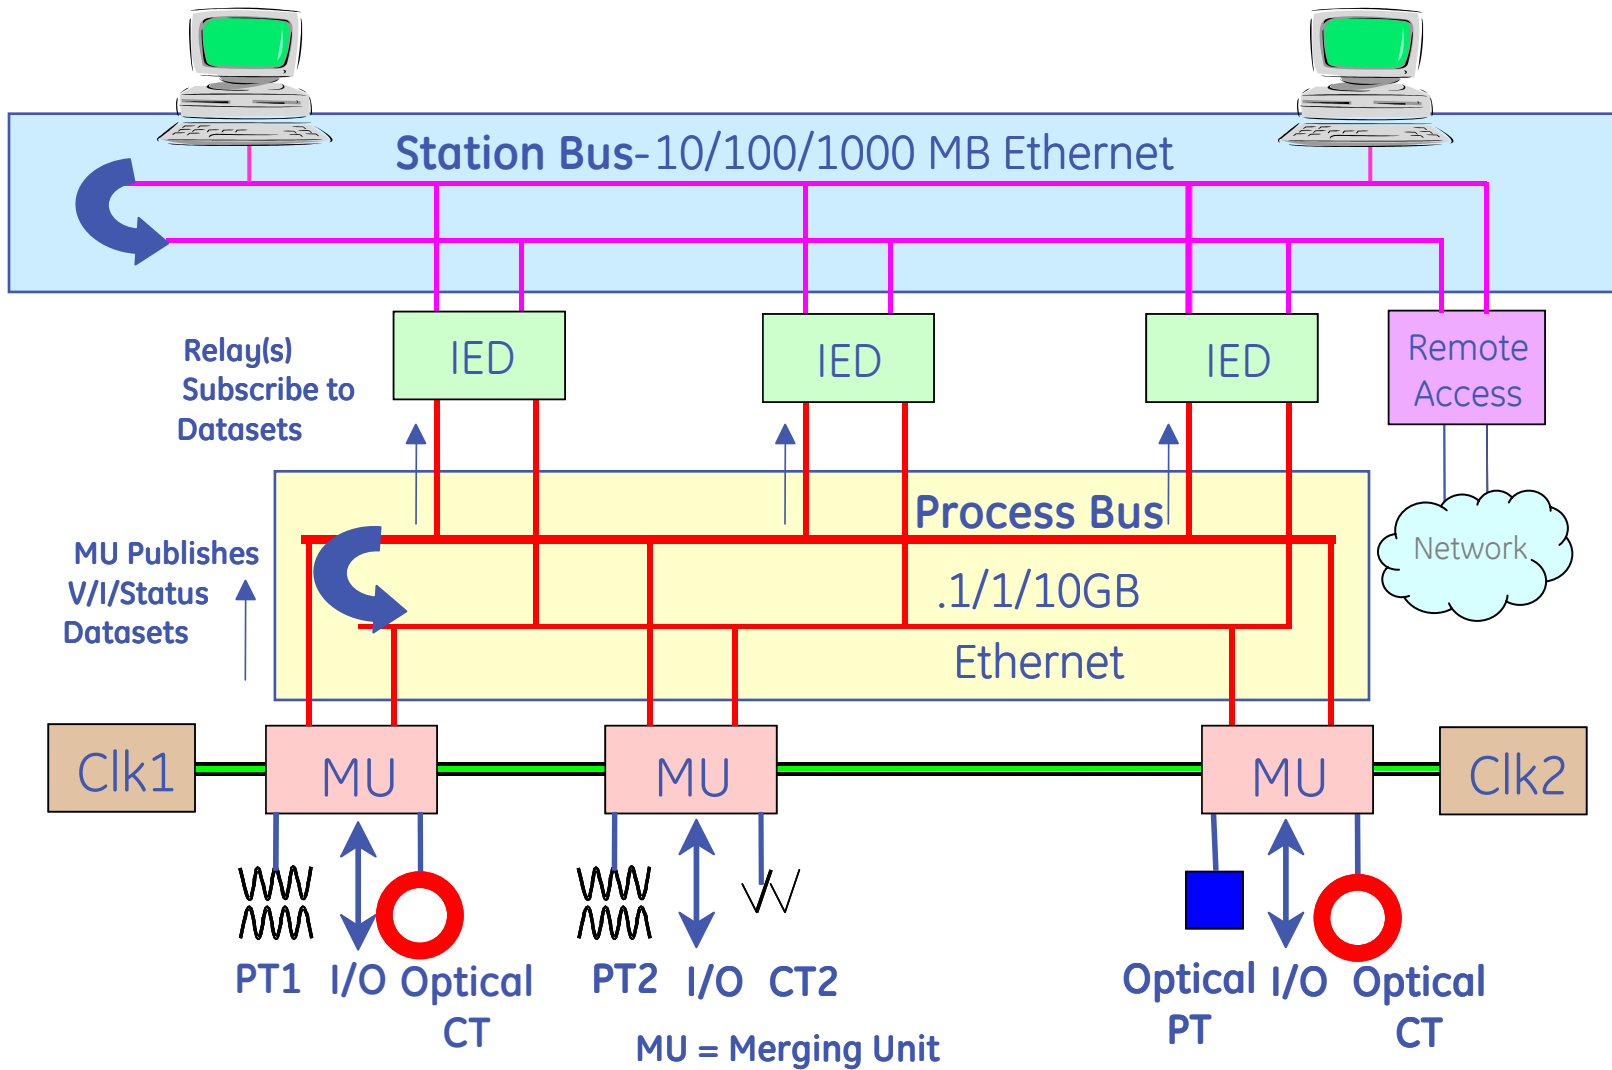 Station Bus-10/100/1000 MB Ethernet
IED
IED
IED
Remote
Access
Relay(s)
Subscribe to
Datasets
Process Bus
.1/1/10GB
Ethernet
Network
MU Publishes
V/I/Status
Datasets
Clk1
MU
MU
MU
Clk2
PT1
I/O
Optical
CT
PT2
I/O
CT2
Optical
PT
I/O
Optical
CT
MU = Merging Unit